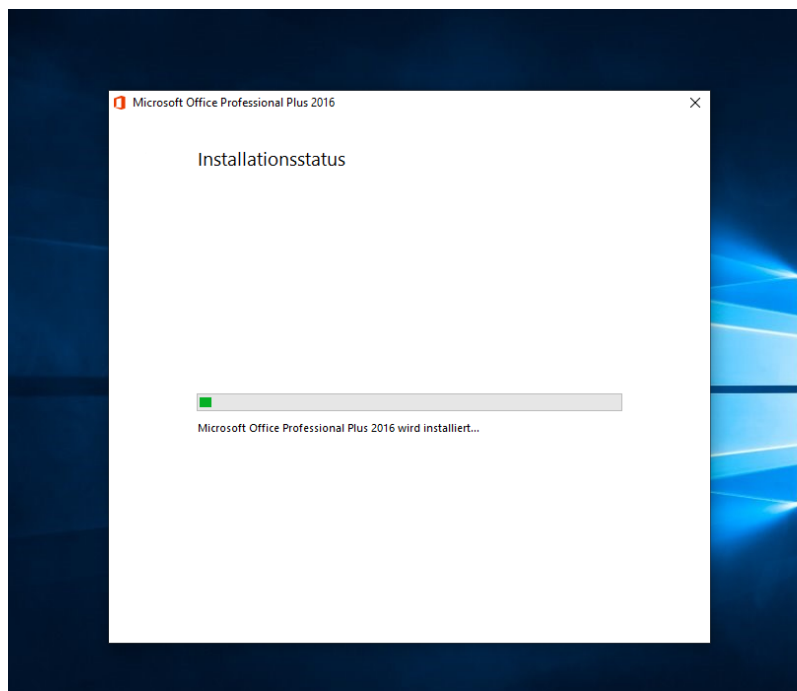 Microsoft Office Professional Plus 2016
Installationsstatus
Microsoft Office Professional Plus 2016 wird installiert...